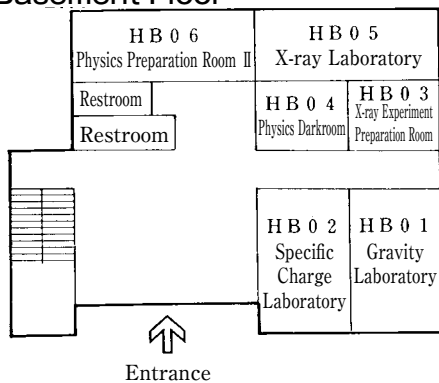 Basement Floor
HB06
Physics Preparation Room II
HB05
X-ray Laboratory
Restroom
Restroom
HB04
Physics Darkroom
HB03
X-ray Experiment
Preparation Room
HB02
Specific
Charge
Laboratory
HB01
Gravity
Laboratory
Entrance